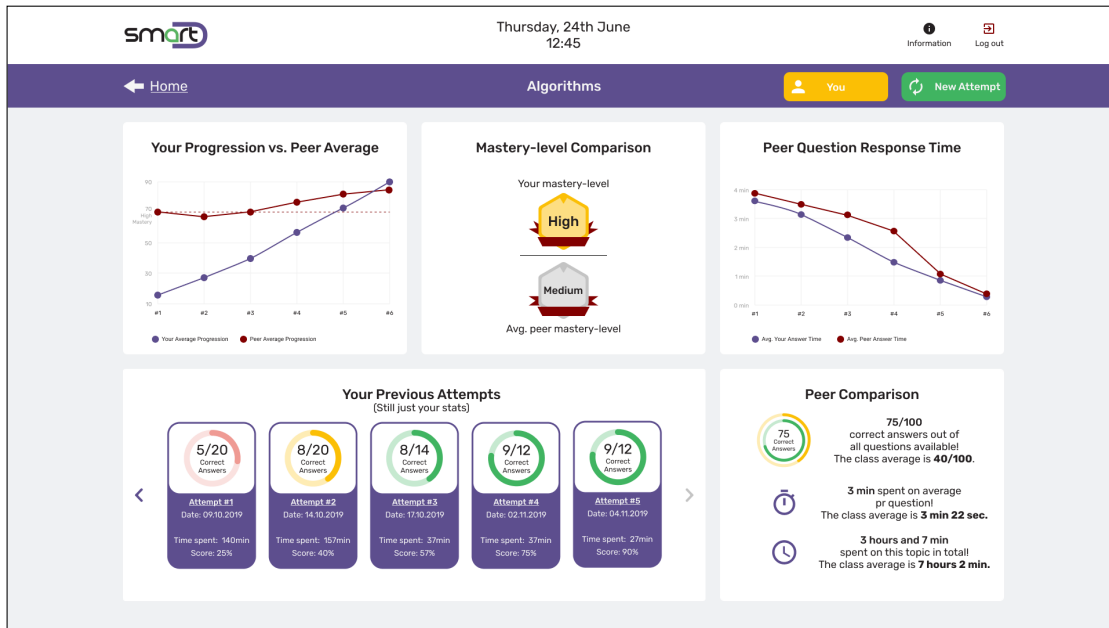 smart
Thursday, 24th June
12:45
Information
Log out
Home
Algorithms
You
New Attempt
Your Progression vs. Peer Average
90
70
High
Mastery
50
30
10
#1
#2
#3
#4
#5
#6
Your Average Progression
Peer Average Progression
Mastery-level Comparison
Your mastery-level
High
Medium
Avg. peer mastery-level
Peer Question Response Time
4 min
3 min
2 min
1 min
0 min
#1
#2
#3
#4
#5
#6
Avg. Your Answer Time
Avg. Peer Answer Time
Your Previous Attempts
(Still just your stats)
5/20
Correct
Answers
Attempt #1
Date: 09.10.2019
Time spent: 140min
Score: 25%
8/20
Correct
Answers
Attempt #2
Date: 14.10.2019
Time spent: 157min
Score: 40%
8/14
Correct
Answers
Attempt #3
Date: 17.10.2019
Time spent: 37min
Score: 57%
9/12
Correct
Answers
Attempt #4
Date: 02.11.2019
Time spent: 37min
Score: 75%
9/12
Correct
Answers
Attempt #5
Date: 04.11.2019
Time spent: 27min
Score: 90%
Peer Comparison
75
Correct
Answers
75/100
correct answers out of
all questions available!
The class average is 40/100.
3 min spent on average
pr question!
The class average is 3 min 22 sec.
3 hours and 7 min
spent on this topic in total!
The class average is 7 hours 2 min.